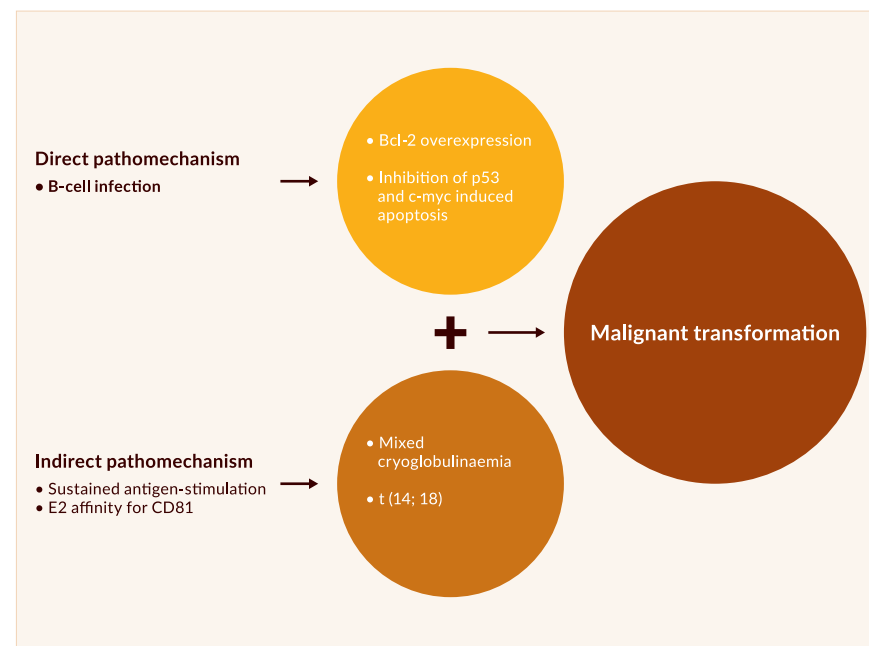 Direct pathomechanism
• B-cell infection
• Bcl-2 overexpression
• Inhibition of p53
and c-myc induced
apoptosis
+
Malignant transformation
Indirect pathomechanism
• Sustained antigen-stimulation
• E2 affinity for CD81
• Mixed
cryoglobulinaemia
• t (14; 18)